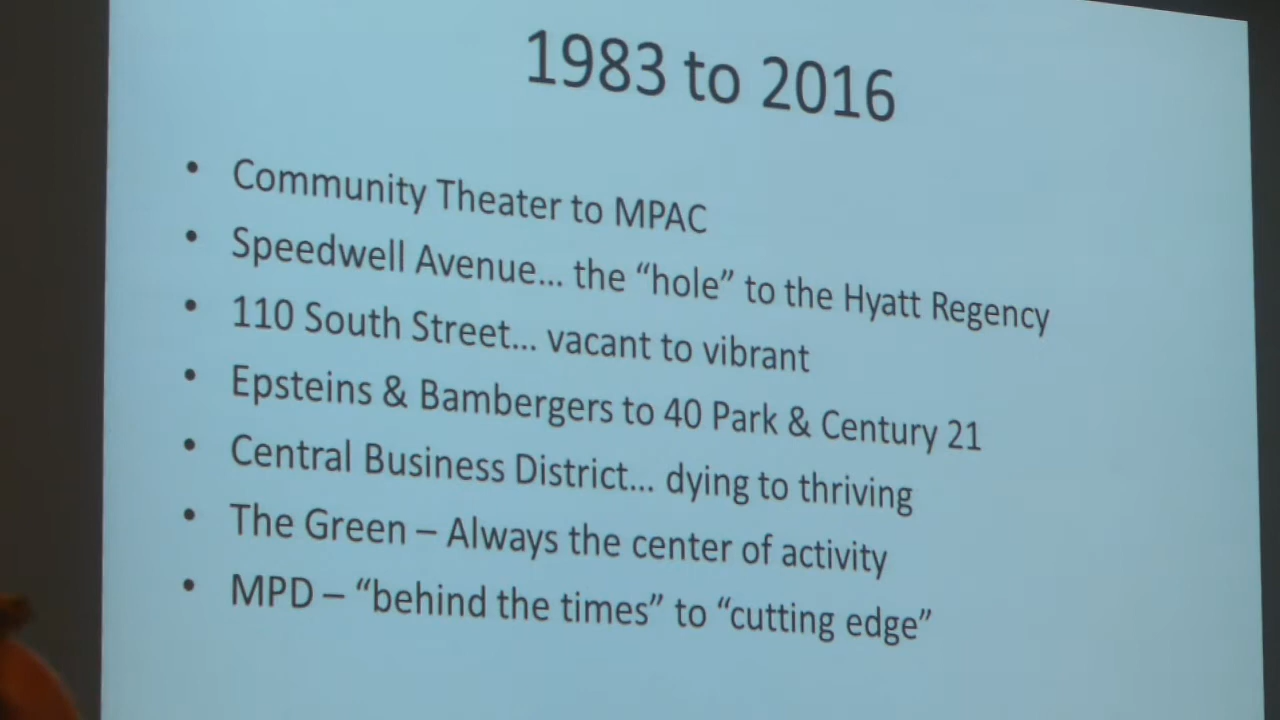 1983 to 2016
• Community Theater to MPAC
• Speedwell Avenue... the “hole” to the Hyatt Regency
• 110 South Street... vacant to vibrant
• Epsteins & Bambergers to 40 Park & Century 21
• Central Business District... dying to thriving
• The Green – Always the center of activity
• MPD – “behind the times” to “cutting edge”